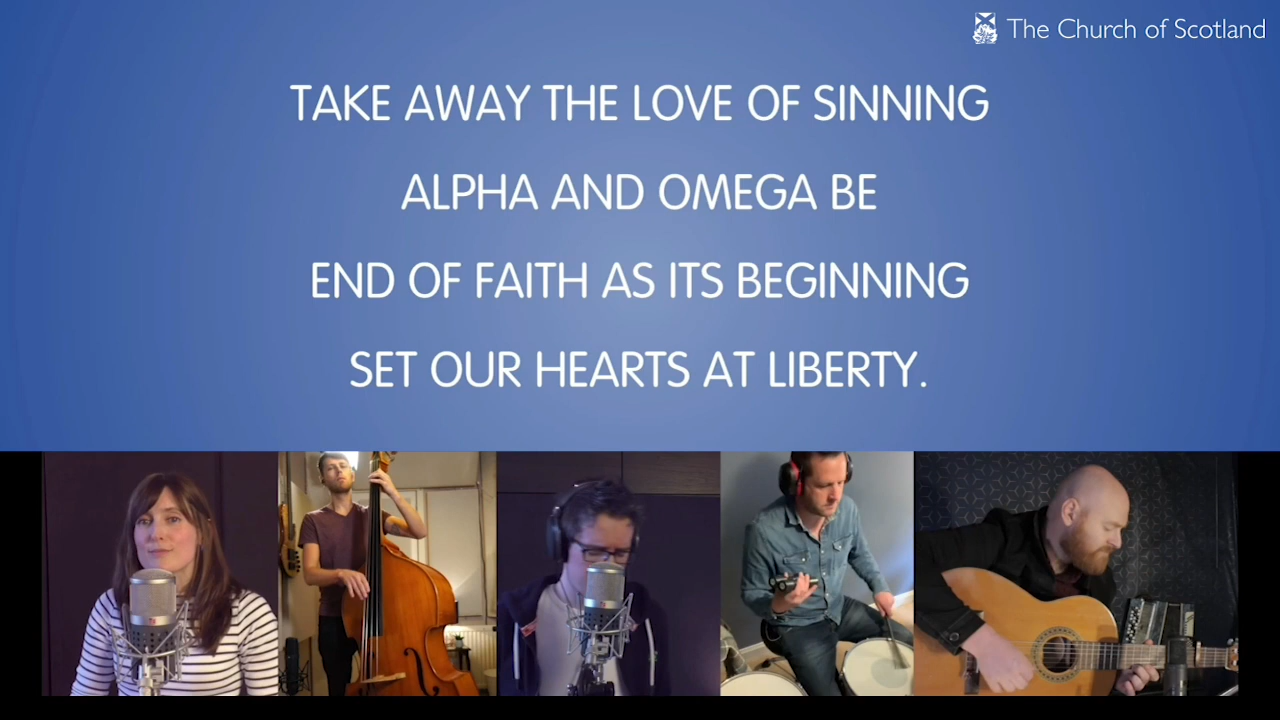 The Church of Scotland
TAKE AWAY THE LOVE OF SINNING
ALPHA AND OMEGA BE
END OF FAITH AS ITS BEGINNING
SET OUR HEARTS AT LIBERTY.